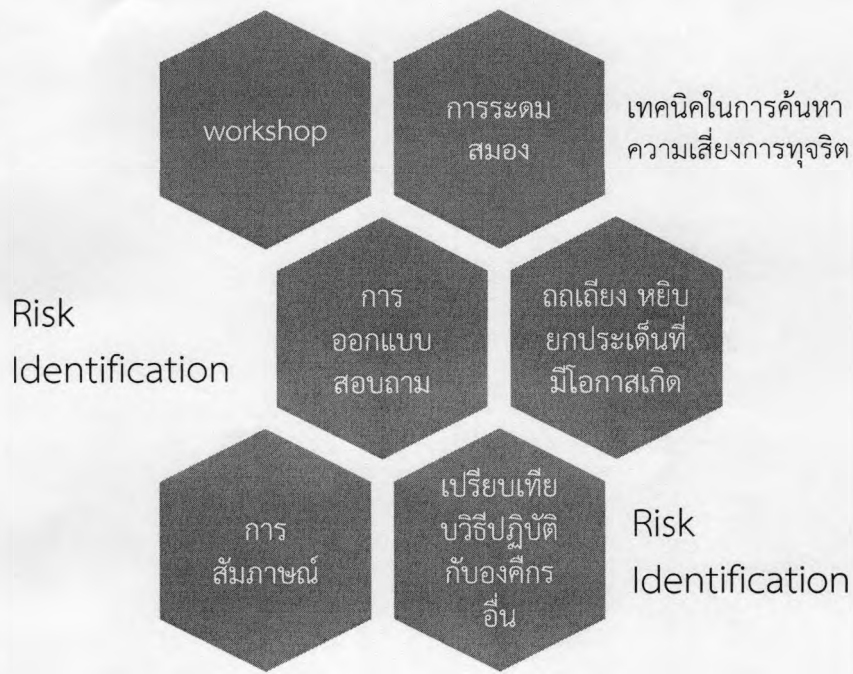 workshop
การระดม
สมอง
เทคนิคในการค้นหา
ความเสี่ยงการทุจริต
Risk
Identification
การ
ออกแบบ
สอบถาม
ถกเถียง หยิบ
ยกประเด็นที่
มีโอกาสเกิด
การ
สัมภาษณ์
เปรียบเทีย
บวิธีปฏิบัติ
กับองค์กร
อื่น
Risk
Identification